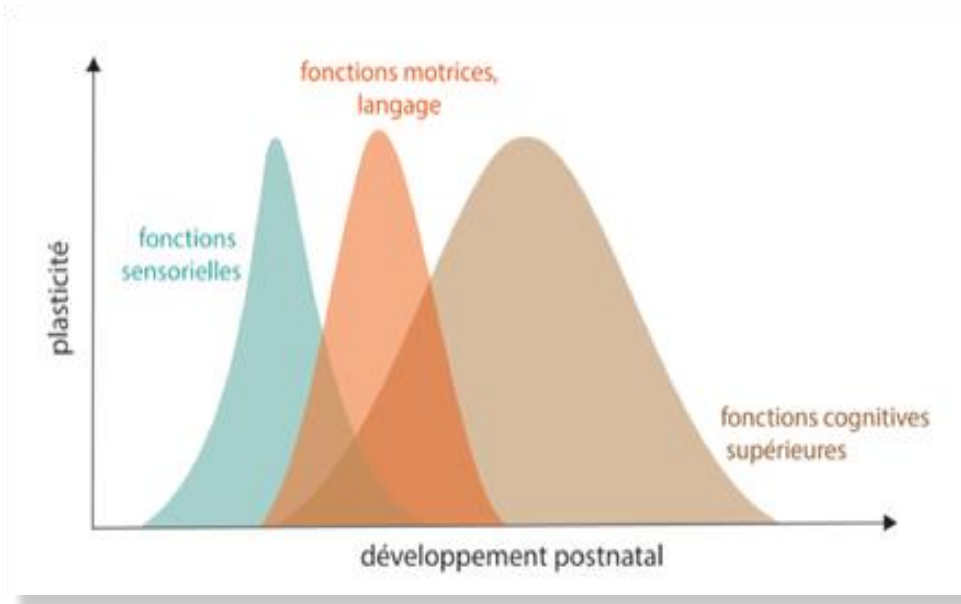 fonctions motrices,
langage
fonctions
sensorielles
plasticité
fonctions cognitives
supérieures
développement postnatal